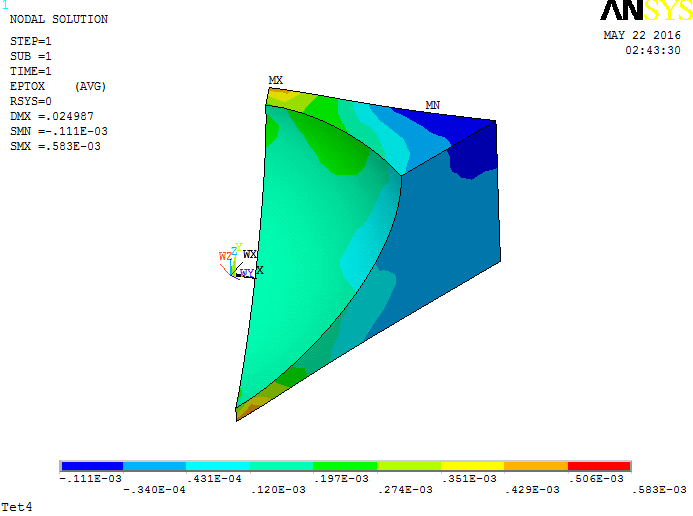 1
ANSYS
NODAL SOLUTION
MAY 22 2016
02:43:30
STEP=1
SUB =1
TIME=1
EPTOX    (AVG)
RSYS=0
DMX =.024987
SMN =-.111E-03
SMX =.583E-03
MX
MN
Y
Z
WZ
WX
WY
X
-.111E-03 .431E-04 .197E-03 .351E-03 .506E-03
-.340E-04 .120E-03 .274E-03 .429E-03 .583E-03
Tet4